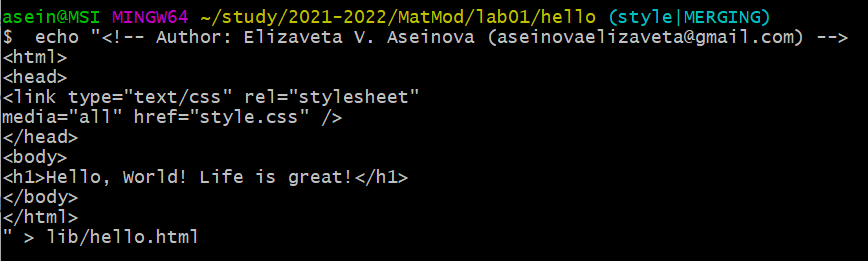 asein@MSI MINGW64 ~/study/2021-2022/MatMod/lab01/hello (style|MERGING)
$  echo "<!-- Author: Elizaveta V. Aseinova (aseinovaelizaveta@gmail.com) -->
<html>
<head>
<link type="text/css" rel="stylesheet"
media="all" href="style.css" />
</head>
<body>
<h1>Hello, World! Life is great!</h1>
</body>
</html>
" > lib/hello.html